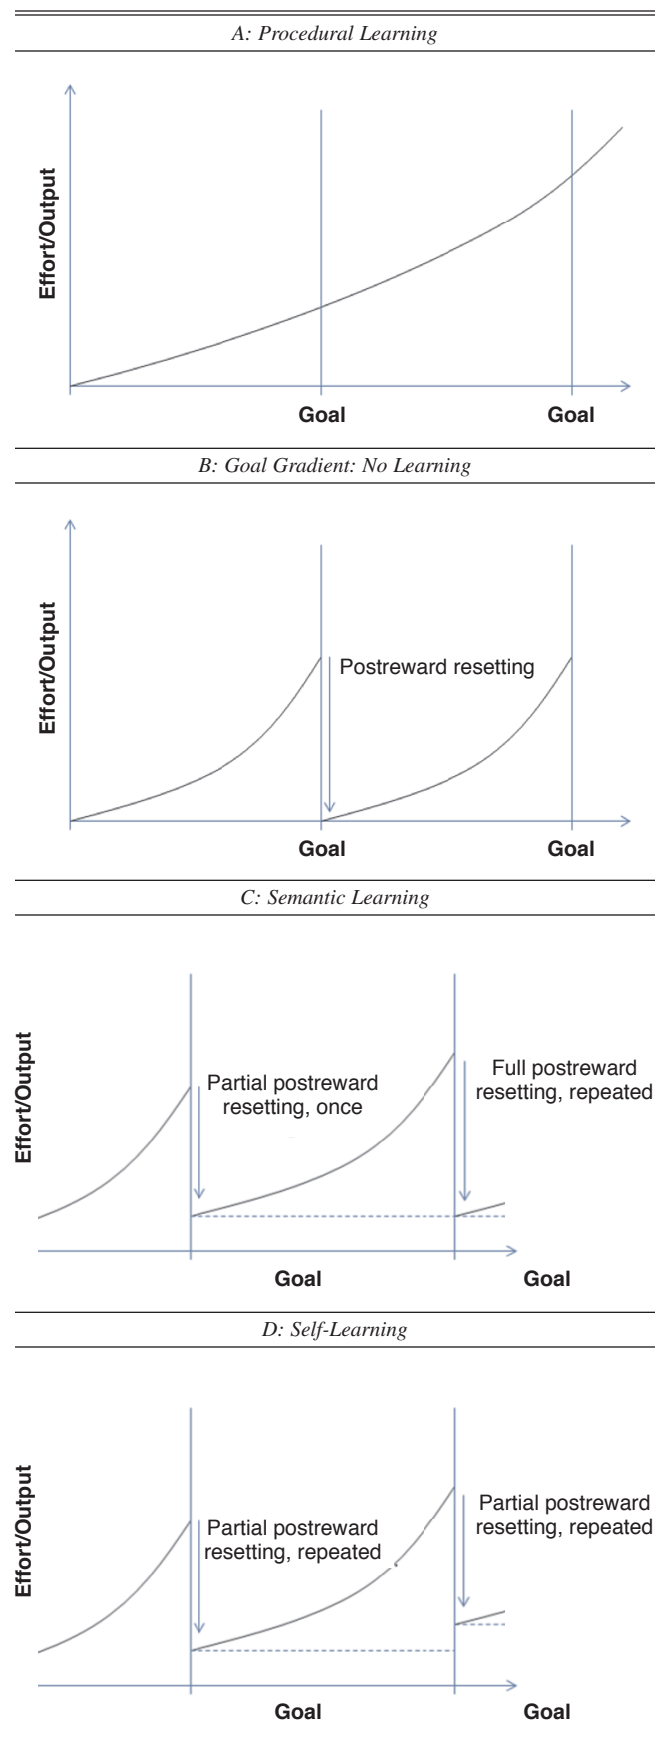 A: Procedural Learning
Effort/Output
Goal
Goal
B: Goal Gradient: No Learning
Effort/Output
Postreward resetting
Goal
Goal
C: Semantic Learning
Effort/Output
Partial postreward
resetting, once
Full postreward
resetting, repeated
Goal
Goal
D: Self-Learning
Effort/Output
Partial postreward
resetting, repeated
Partial postreward
resetting, repeated
Goal
Goal